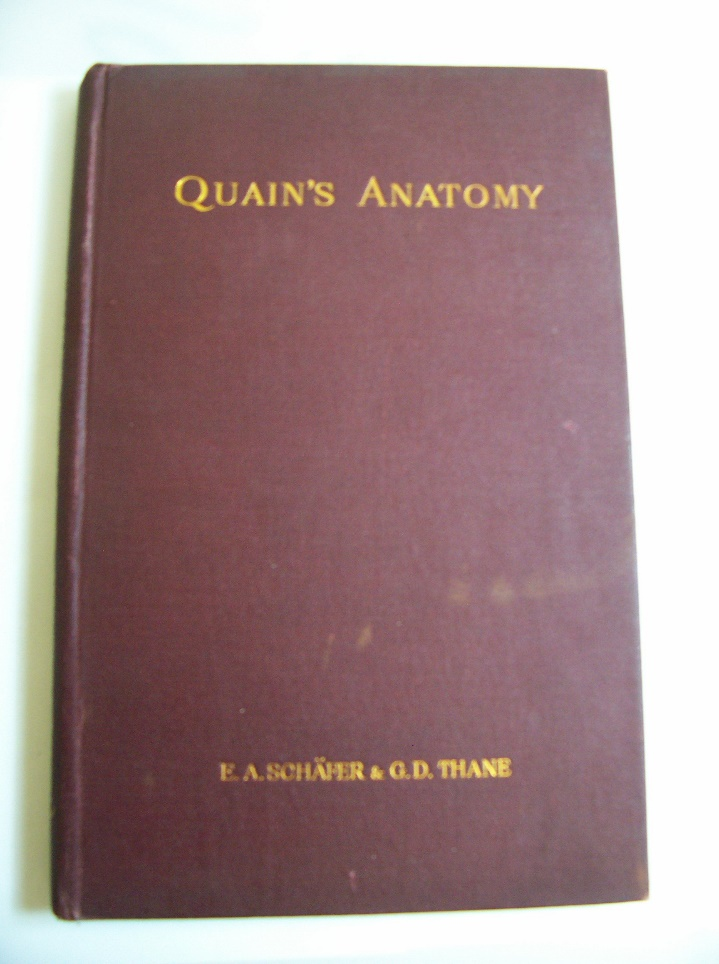 QUAIN'S ANATOMY
E. A. SCHÄFER & G. D. THANE